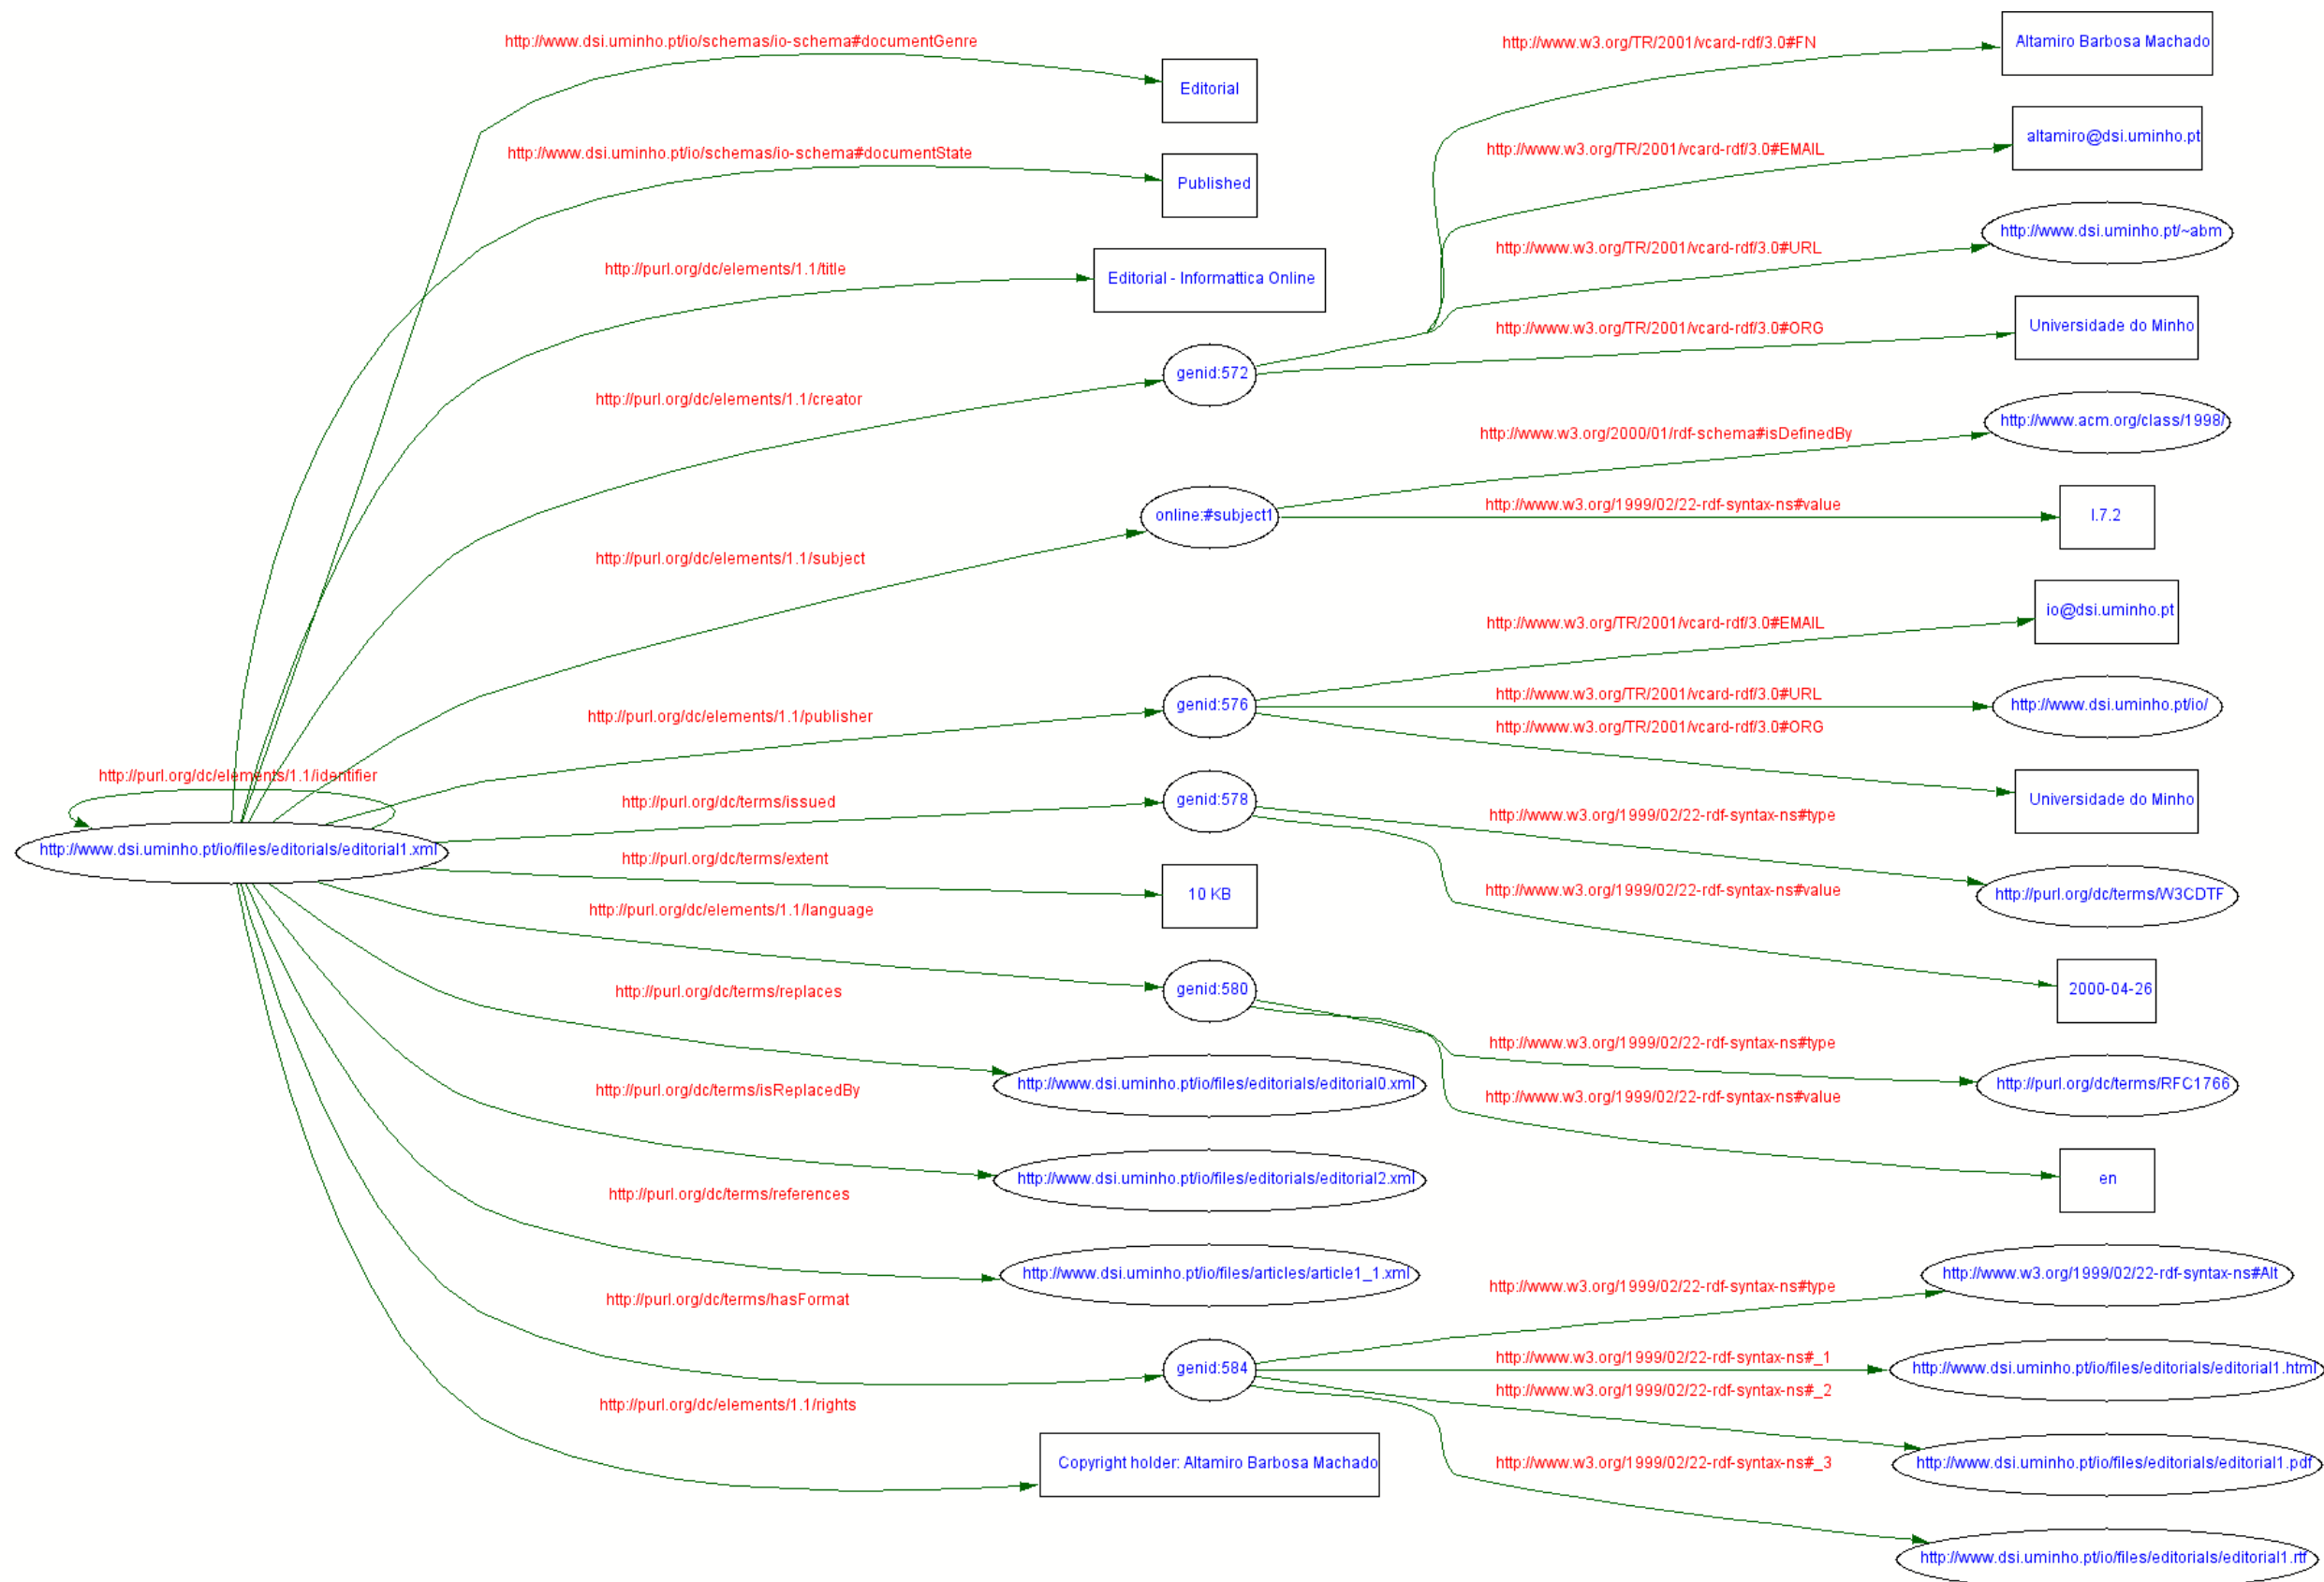 http://www.dsi.uminho.pt/io/schemas/io-schema#documentGenre
Editorial
http://www.dsi.uminho.pt/io/schemas/io-schema#documentState
Published
http://purl.org/dc/elements/1.1/title
Editorial - Informattica Online
http://purl.org/dc/elements/1.1/creator
genid:572
http://www.w3.org/TR/2001/vcard-rdf/3.0#FN
Altamiro Barbosa Machado
http://www.w3.org/TR/2001/vcard-rdf/3.0#EMAIL
altamiro@dsi.uminho.pt
http://www.w3.org/TR/2001/vcard-rdf/3.0#URL
http://www.dsi.uminho.pt/~abm
http://www.w3.org/TR/2001/vcard-rdf/3.0#ORG
Universidade do Minho
http://purl.org/dc/elements/1.1/subject
online:#subject1
http://www.w3.org/2000/01/rdf-schema#isDefinedBy
http://www.acm.org/class/1998/
http://www.w3.org/1999/02/22-rdf-syntax-ns#value
I.7.2
http://purl.org/dc/elements/1.1/publisher
genid:576
http://www.w3.org/TR/2001/vcard-rdf/3.0#EMAIL
io@dsi.uminho.pt
http://www.w3.org/TR/2001/vcard-rdf/3.0#URL
http://www.dsi.uminho.pt/io/
http://www.w3.org/TR/2001/vcard-rdf/3.0#ORG
Universidade do Minho
http://purl.org/dc/elements/1.1/identifier
http://www.dsi.uminho.pt/io/files/editorials/editorial1.xml
http://purl.org/dc/terms/issued
genid:578
http://www.w3.org/1999/02/22-rdf-syntax-ns#type
http://purl.org/dc/terms/W3CDTF
http://www.w3.org/1999/02/22-rdf-syntax-ns#value
2000-04-26
http://purl.org/dc/terms/extent
10 KB
http://purl.org/dc/elements/1.1/language
genid:580
http://www.w3.org/1999/02/22-rdf-syntax-ns#type
http://purl.org/dc/terms/RFC1766
http://www.w3.org/1999/02/22-rdf-syntax-ns#value
en
http://purl.org/dc/terms/replaces
http://www.dsi.uminho.pt/io/files/editorials/editorial0.xml
http://purl.org/dc/terms/isReplacedBy
http://www.dsi.uminho.pt/io/files/editorials/editorial2.xml
http://purl.org/dc/terms/references
http://www.dsi.uminho.pt/io/files/articles/article1_1.xml
http://purl.org/dc/terms/hasFormat
genid:584
http://www.w3.org/1999/02/22-rdf-syntax-ns#type
http://www.w3.org/1999/02/22-rdf-syntax-ns#Alt
http://www.w3.org/1999/02/22-rdf-syntax-ns#_1
http://www.dsi.uminho.pt/io/files/editorials/editorial1.html
http://www.w3.org/1999/02/22-rdf-syntax-ns#_2
http://www.dsi.uminho.pt/io/files/editorials/editorial1.pdf
http://www.w3.org/1999/02/22-rdf-syntax-ns#_3
http://www.dsi.uminho.pt/io/files/editorials/editorial1.rtf
http://purl.org/dc/elements/1.1/rights
Copyright holder: Altamiro Barbosa Machado